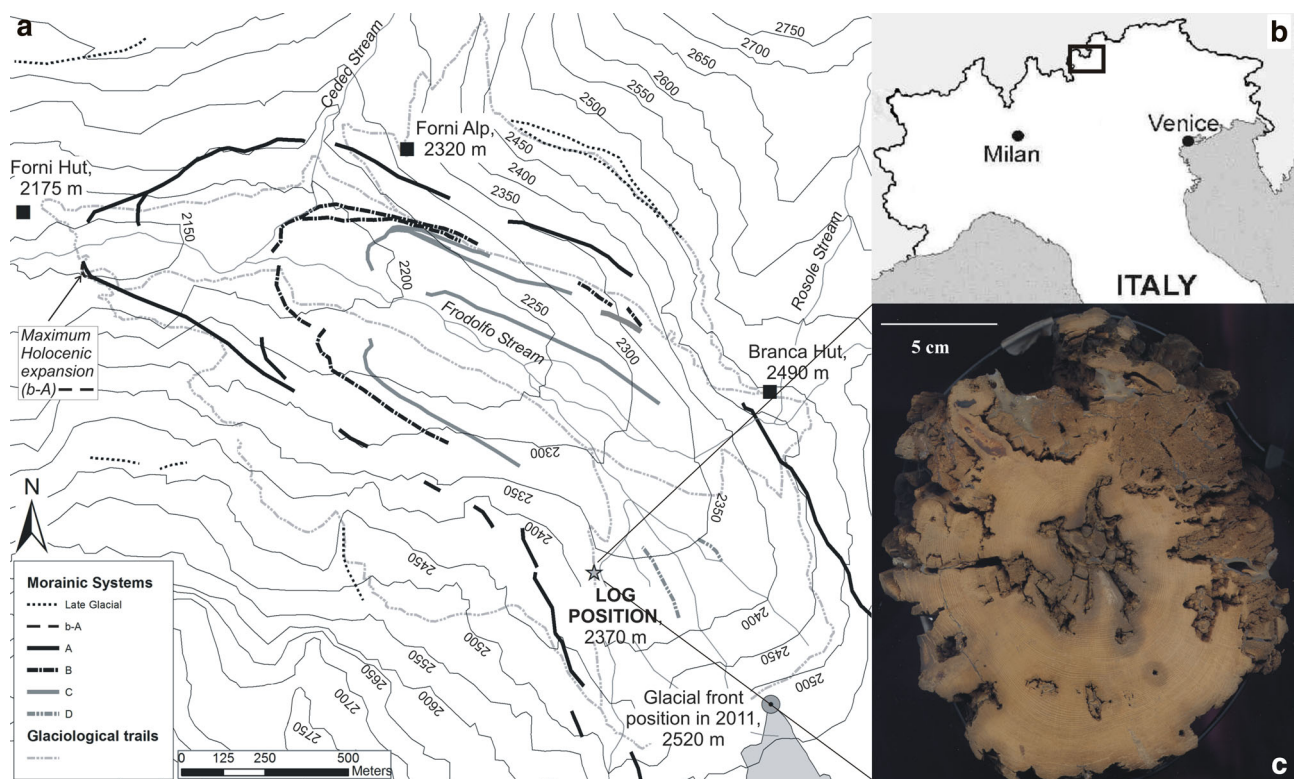 a
b
c
Ceded Stream
Forni Alp,
2320 m
Forni Hut,
2175 m
2750
2700
2650
2600
2550
2500
2450
2400
2350
2150
2200
2250
2300
Frodolfo Stream
Rosole Stream
Branca Hut,
2490 m
Maximum
Holocenic
expansion
(b-A)
2300
2350
2400
2450
2350
LOG
POSITION,
2370 m
2400
2450
2500
2500
2550
2600
2650
2700
2750
Glacial front
position in 2011,
2520 m
N
Morainic Systems
Late Glacial
b-A
A
B
C
D
Glaciological trails
0 125 250 500
Meters
Milan
Venice
ITALY
5 cm